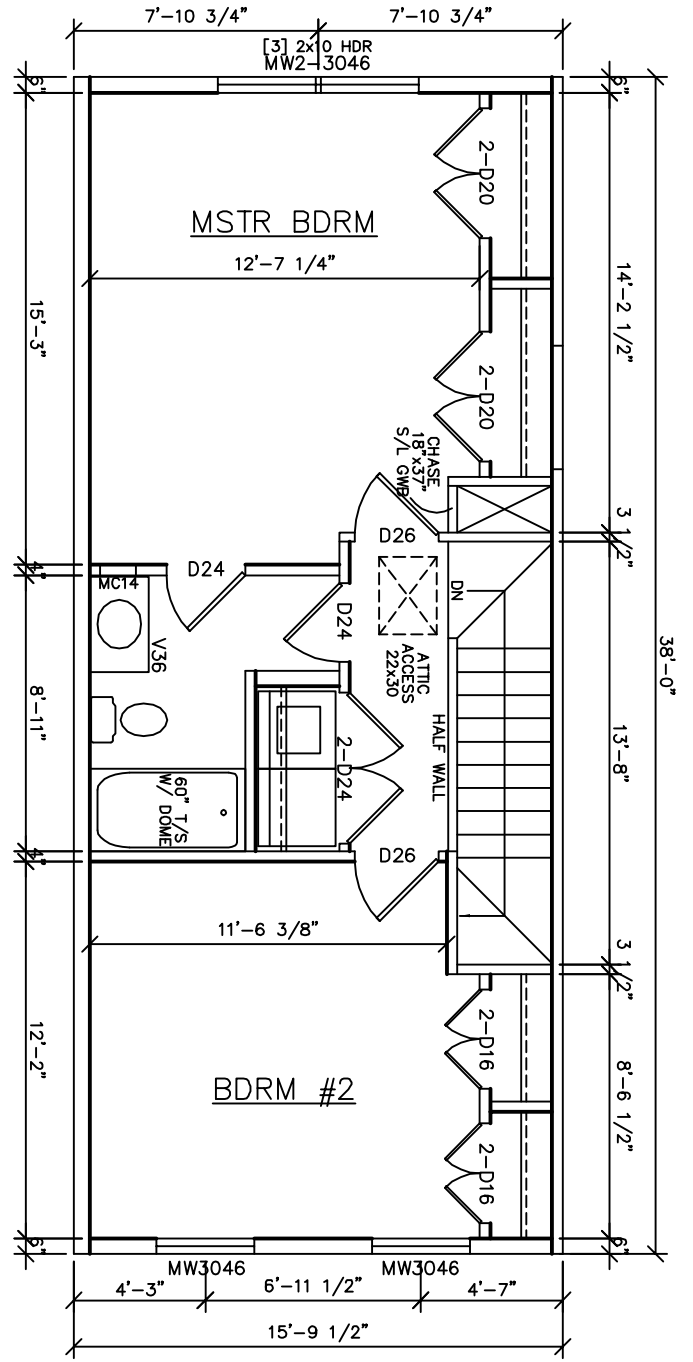 7'-10 3/4"
7'-10 3/4"
[3] 2x10 HDR
MW2-3046
6"
6"
2-D20
MSTR BDRM
12'-7 1/4"
14'-2 1/2"
15'-3"
38'-0"
2-D20
CHASE
18"x37"
S/L GWB
3 1/2"
D26
4"
D24
MC14
DN
D24
V36
ATTIC
ACCESS
22x30
8'-11"
HALF WALL
13'-8"
2-D24
60" T/S
W/ DOME
4"
D26
11'-6 3/8"
3 1/2"
12'-2"
2-D16
8'-6 1/2"
BDRM #2
2-D16
6"
6"
MW3046
MW3046
4'-3"
6'-11 1/2"
4'-7"
15'-9 1/2"